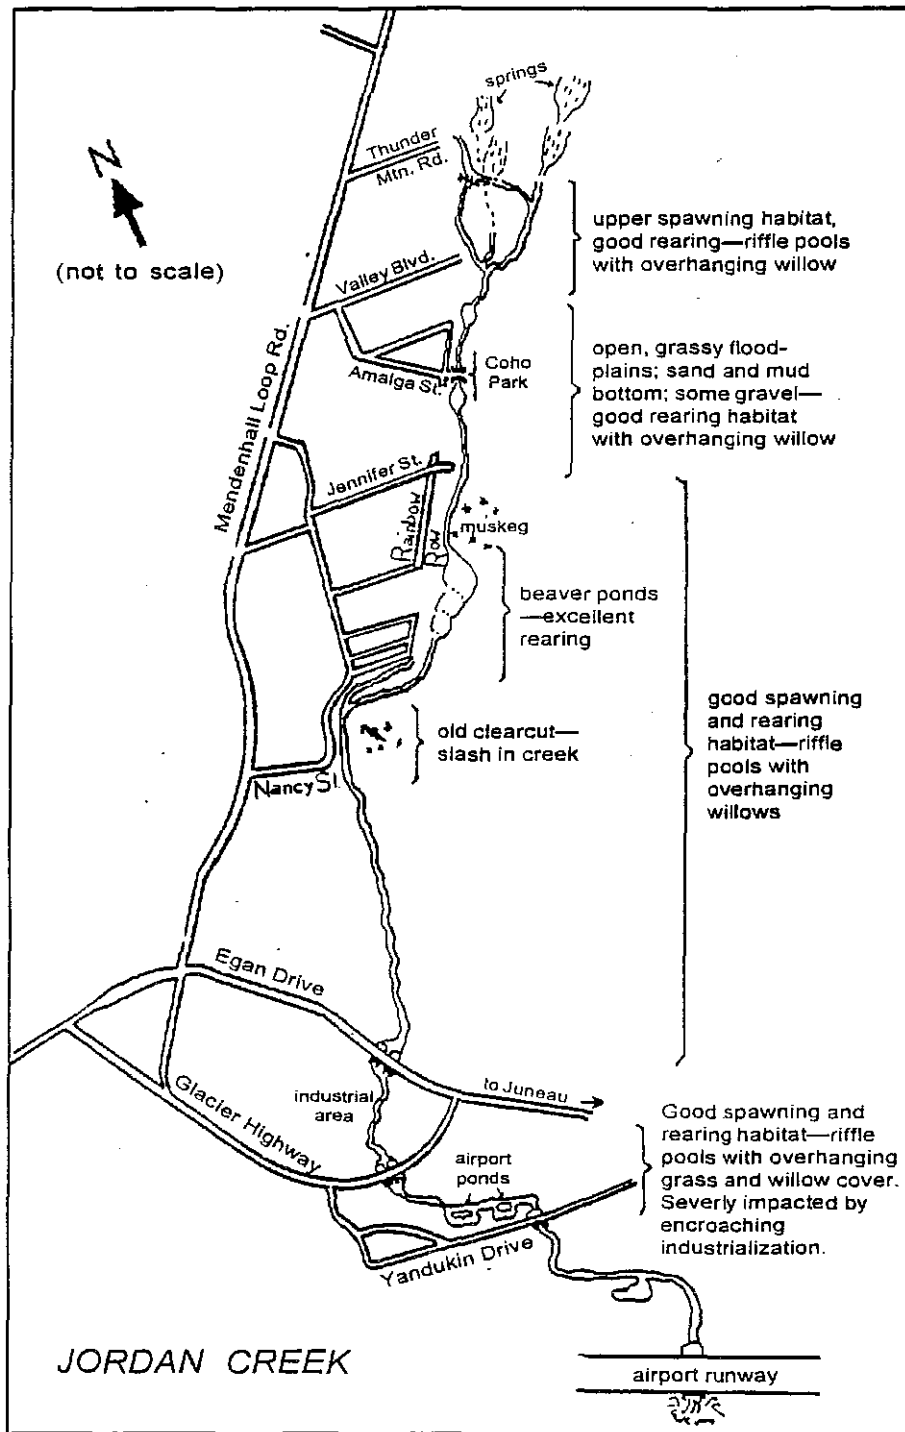 springs
Thunder
Mtn. Rd.
N
(not to scale)
upper spawning habitat,
good rearing—riffle pools
with overhanging willow
Valley Blvd.
Mendenhall Loop Rd.
Amalga St.
Coho
Park
open, grassy flood-
plains; sand and mud
bottom; some gravel—
good rearing habitat
with overhanging willow
Jennifer St.
Rainbow
Row
muskeg
beaver ponds
—excellent
rearing
old clearcut—
slash in creek
Nancy St.
good spawning
and rearing
habitat—riffle
pools with
overhanging
willows
Egan Drive
to Juneau
industrial
area
Glacier Highway
airport
ponds
Good spawning and
rearing habitat—riffle
pools with overhanging
grass and willow cover.
Severly impacted by
encroaching
industrialization.
Yandukin Drive
JORDAN CREEK
airport runway